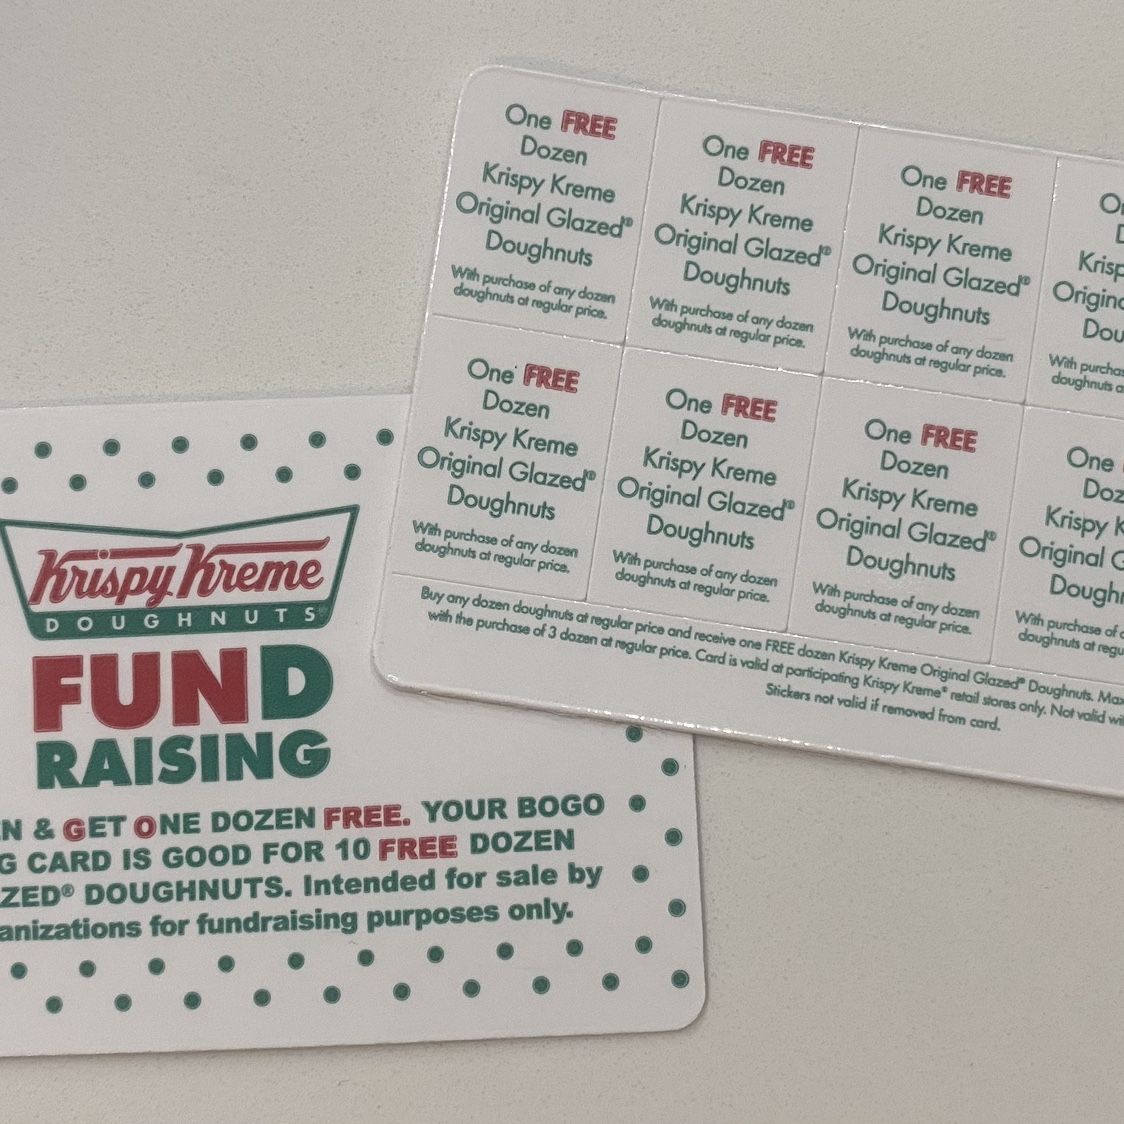 One FREE
Dozen
Krispy Kreme
Original Glazed®
Doughnuts
With purchase of any dozen
doughnuts at regular price.
One FREE
Dozen
Krispy Kreme
Original Glazed®
Doughnuts
With purchase of any dozen
doughnuts at regular price.
One FREE
Dozen
Krispy Kreme
Original Glazed®
Doughnuts
With purchase of any dozen
doughnuts at regular price.
One FREE
Dozen
Krispy Kreme
Original Glazed®
Doughnuts
With purchase of any dozen
doughnuts at regular price.
One FREE
Dozen
Krispy Kreme
Original Glazed®
Doughnuts
With purchase of any dozen
doughnuts at regular price.
One FREE
Dozen
Krispy Kreme
Original Glazed®
Doughnuts
With purchase of any dozen
doughnuts at regular price.
One
With purchase of
doughnuts at
Buy any dozen doughnuts at regular price and receive one FREE dozen Krispy Kreme Original Glazed® Doughnuts.
with the purchase of 3 dozen at regular price. Card is valid at participating Krispy Kreme® retail stores only. Not valid
Stickers not valid if removed from card.
Krispy Kreme
DOUGHNUTS®
FUND
RAISING
& GET ONE DOZEN FREE. YOUR BOGO
CARD IS GOOD FOR 10 FREE DOZEN
DOUGHNUTS. Intended for sale by
for fundraising purposes only.